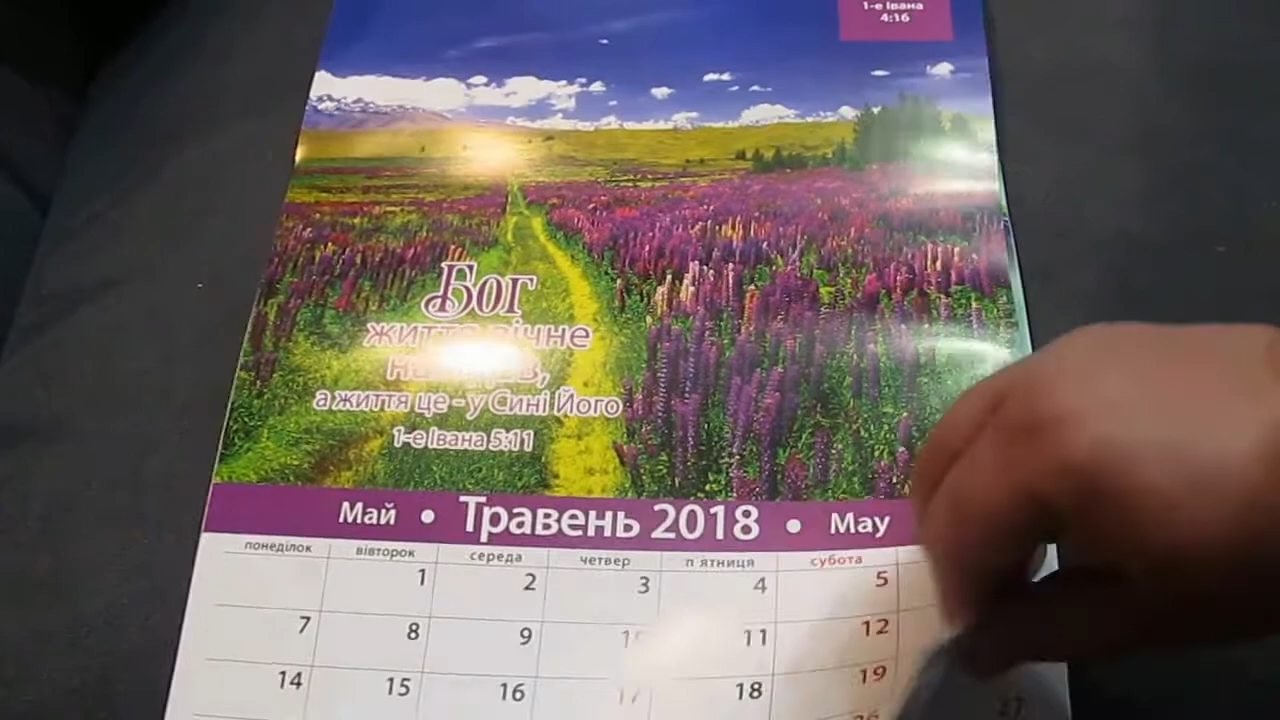 1-е Івана
4:16
Бог
життя вічне
а життя це - у Сині Його
1-е Івана 5:11
Май • Травень 2018 • May
понеділок вівторок середа четвер п ятниця субота
1 2 3 4 5
7 8 9 11 12
14 15 16 18 19